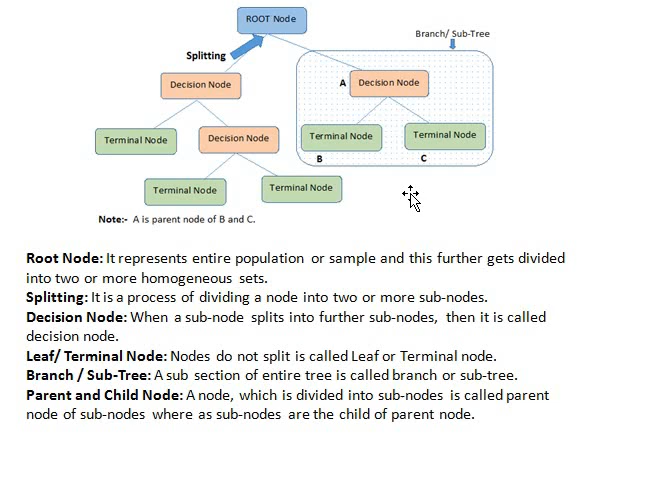 ROOT Node
Branch/ Sub-Tree
Splitting
Decision Node
A
Decision Node
Terminal Node
Decision Node
Terminal Node
Terminal Node
B
C
Terminal Node
Terminal Node
Note:- A is parent node of B and C.
Root Node: It represents entire population or sample and this further gets divided
into two or more homogeneous sets.
Splitting: It is a process of dividing a node into two or more sub-nodes.
Decision Node: When a sub-node splits into further sub-nodes, then it is called
decision node.
Leaf/ Terminal Node: Nodes do not split is called Leaf or Terminal node.
Branch / Sub-Tree: A sub section of entire tree is called branch or sub-tree.
Parent and Child Node: A node, which is divided into sub-nodes is called parent
node of sub-nodes where as sub-nodes are the child of parent node.